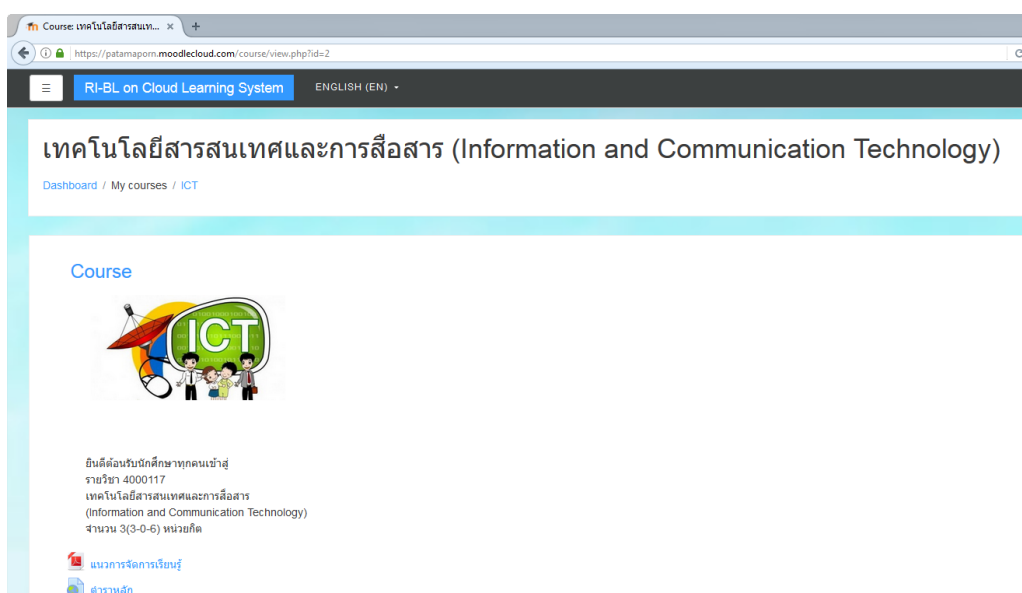 Course: เทคโนโลยีสารสนเท... × +
https://patamaporn.moodlecloud.com/course/view.php?id=2
RI-BL on Cloud Learning System ENGLISH (EN)
เทคโนโลยีสารสนเทศและการสื่อสาร (Information and Communication Technology)
Dashboard / My courses / ICT
Course
ICT
ยินดีต้อนรับนักศึกษาทุกคนเข้าสู่
รายวิชา 4000117
เทคโนโลยีสารสนเทศและการสื่อสาร
(Information and Communication Technology)
จำนวน 3(3-0-6) หน่วยกิต
แนวการจัดการเรียนรู้
ตำราหลัก